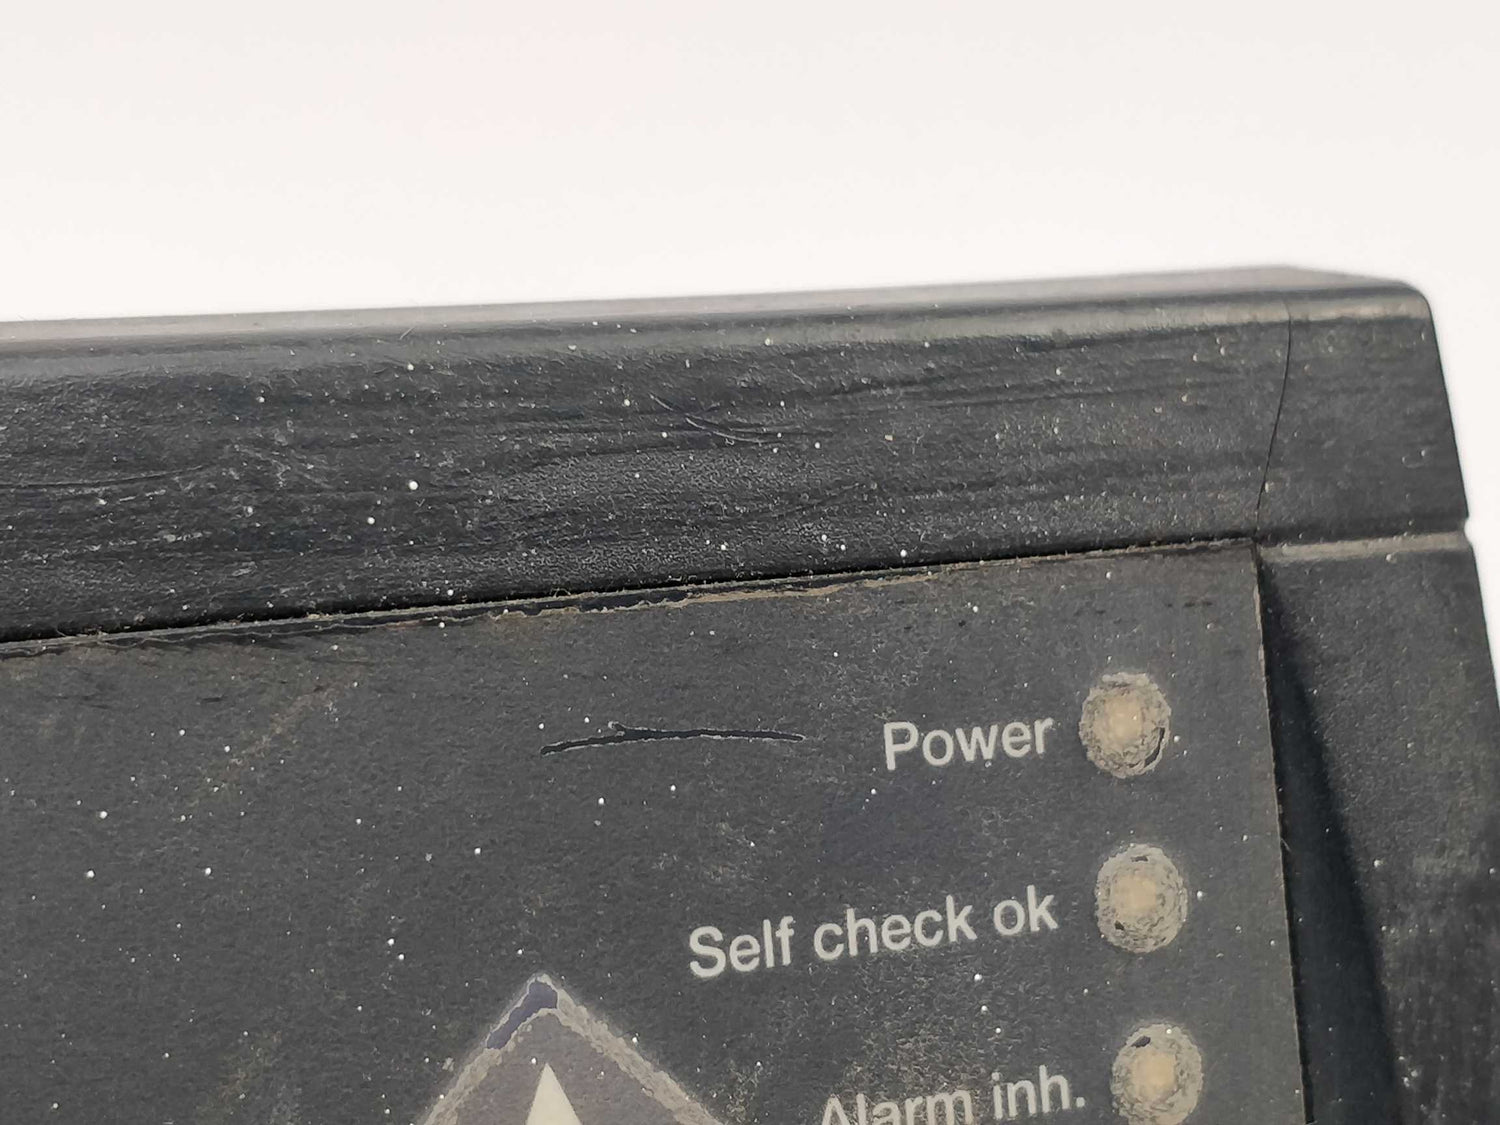 Power
Self check ok
Alarm inh.